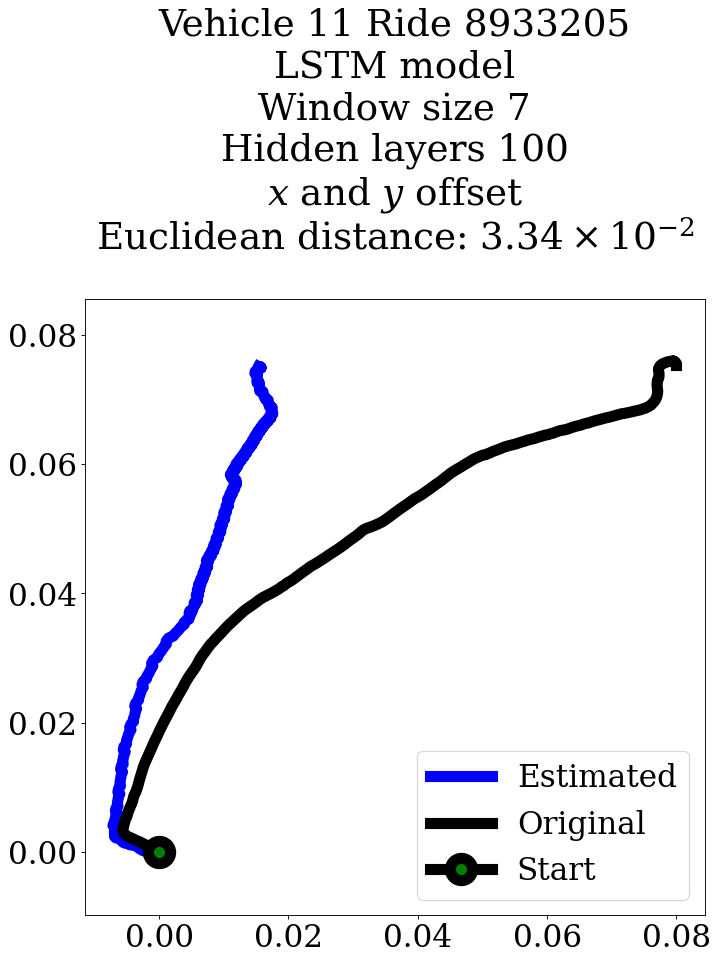 Vehicle 11 Ride 8933205
LSTM model
Window size 7
Hidden layers 100
x and y offset
Euclidean distance: 3.34 × 10⁻²
0.08
0.06
0.04
0.02
0.00
Estimated
Original
Start
0.00 0.02 0.04 0.06 0.08